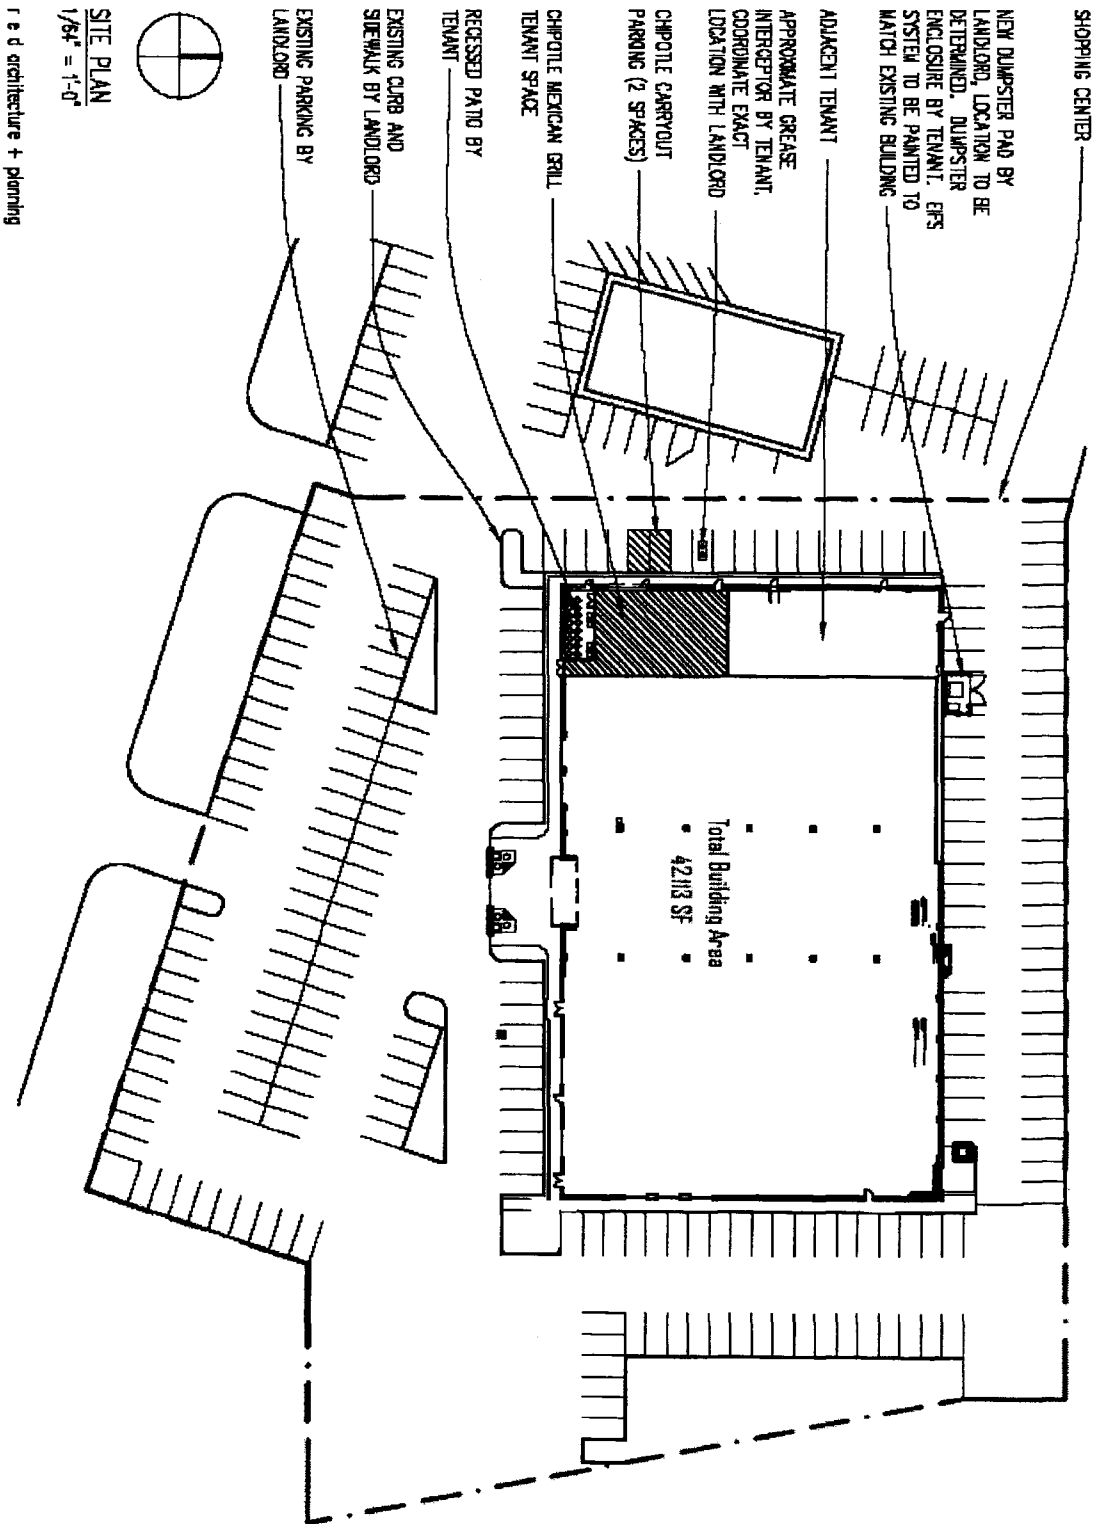 SHOPPING CENTER
NEW DUMPSTER PAD BY
LANDLORD, LOCATION TO BE
DETERMINED. DUMPSTER
ENCLOSURE BY TENANT. EIFS
SYSTEM TO BE PAINTED TO
MATCH EXISTING BUILDING
ADJACENT TENANT
APPROXIMATE GREASE
INTERCEPTOR BY TENANT,
COORDINATE EXACT
LOCATION WITH LANDLORD
CHIPOTLE CARRYOUT
PARKING (2 SPACES)
CHIPOTLE MEXICAN GRILL
TENANT SPACE
RECESSED PATIO BY
TENANT
EXISTING CURB AND
SIDEWALK BY LANDLORD
EXISTING PARKING BY
LANDLORD
Total Building Area
42,113 SF
SITE PLAN
1/64" = 1'-0"
red architecture + planning